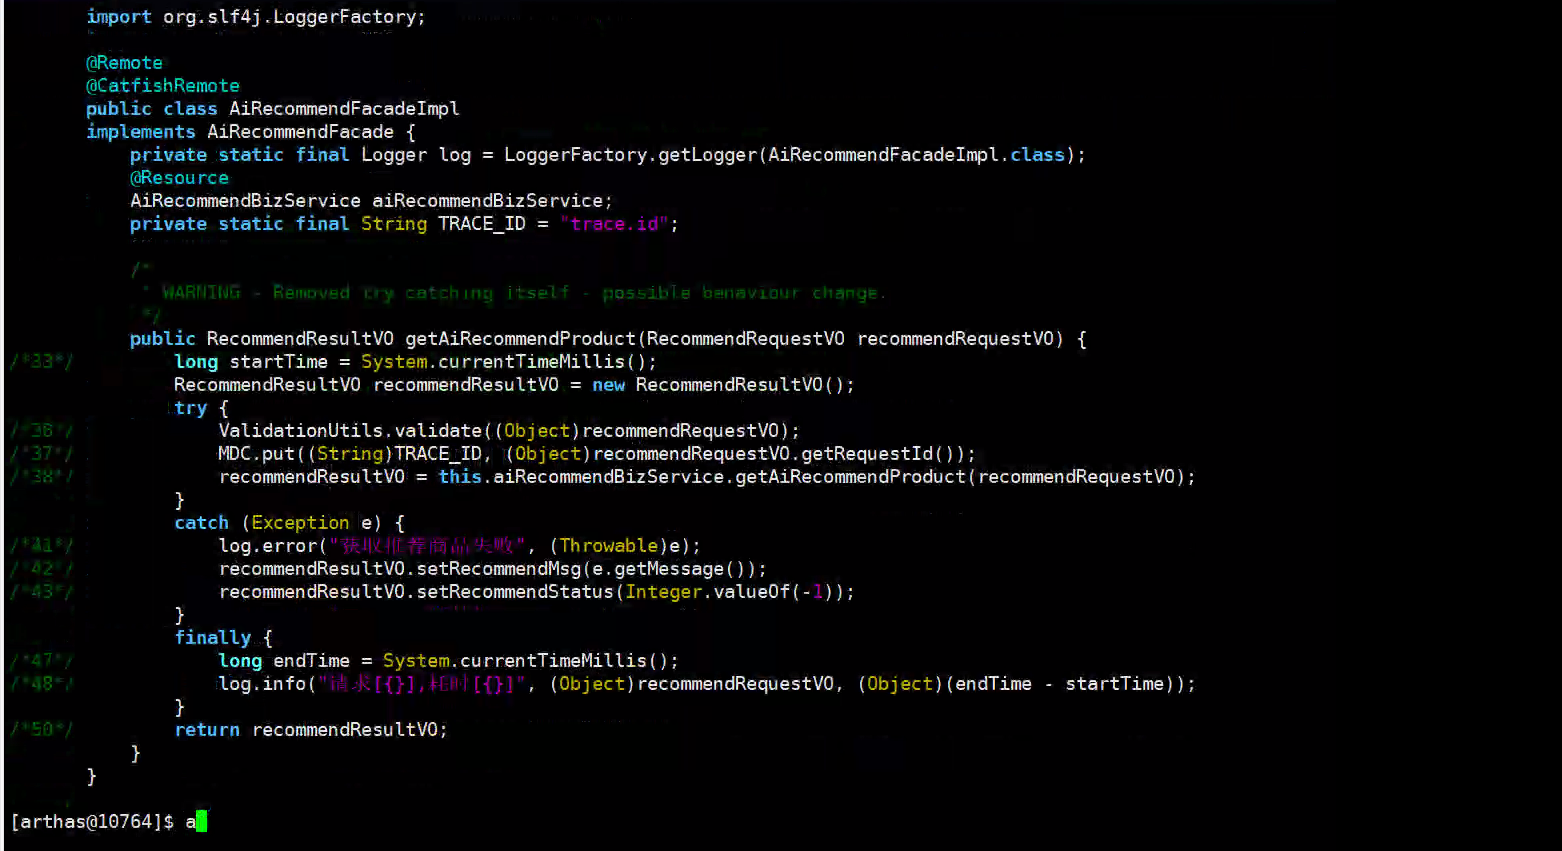 import org.slf4j.LoggerFactory;
@Remote
@CatfishRemote
public class AiRecommendFacadeImpl
implements AiRecommendFacade {
private static final Logger log = LoggerFactory.getLogger(AiRecommendFacadeImpl.class);
@Resource
AiRecommendBizService aiRecommendBizService;
private static final String TRACE_ID = "trace.id";
/*
* WARNING - Removed try catching itself - possible behaviour change.
*/
public RecommendResultVO getAiRecommendProduct(RecommendRequestVO recommendRequestVO) {
/*33*/ long startTime = System.currentTimeMillis();
RecommendResultVO recommendResultVO = new RecommendResultVO();
try {
/*36*/ ValidationUtils.validate((Object)recommendRequestVO);
/*37*/ MDC.put((String)TRACE_ID, (Object)recommendRequestVO.getRequestId());
/*38*/ recommendResultVO = this.aiRecommendBizService.getAiRecommendProduct(recommendRequestVO);
}
catch (Exception e) {
/*41*/ log.error("获取推荐商品失败", (Throwable)e);
/*42*/ recommendResultVO.setRecommendMsg(e.getMessage());
/*43*/ recommendResultVO.setRecommendStatus(Integer.valueOf(-1));
}
finally {
/*47*/ long endTime = System.currentTimeMillis();
/*48*/ log.info("请求[{}],耗时[{}]", (Object)recommendRequestVO, (Object)(endTime - startTime));
}
/*50*/ return recommendResultVO;
}
}
[arthas@10764]$ a